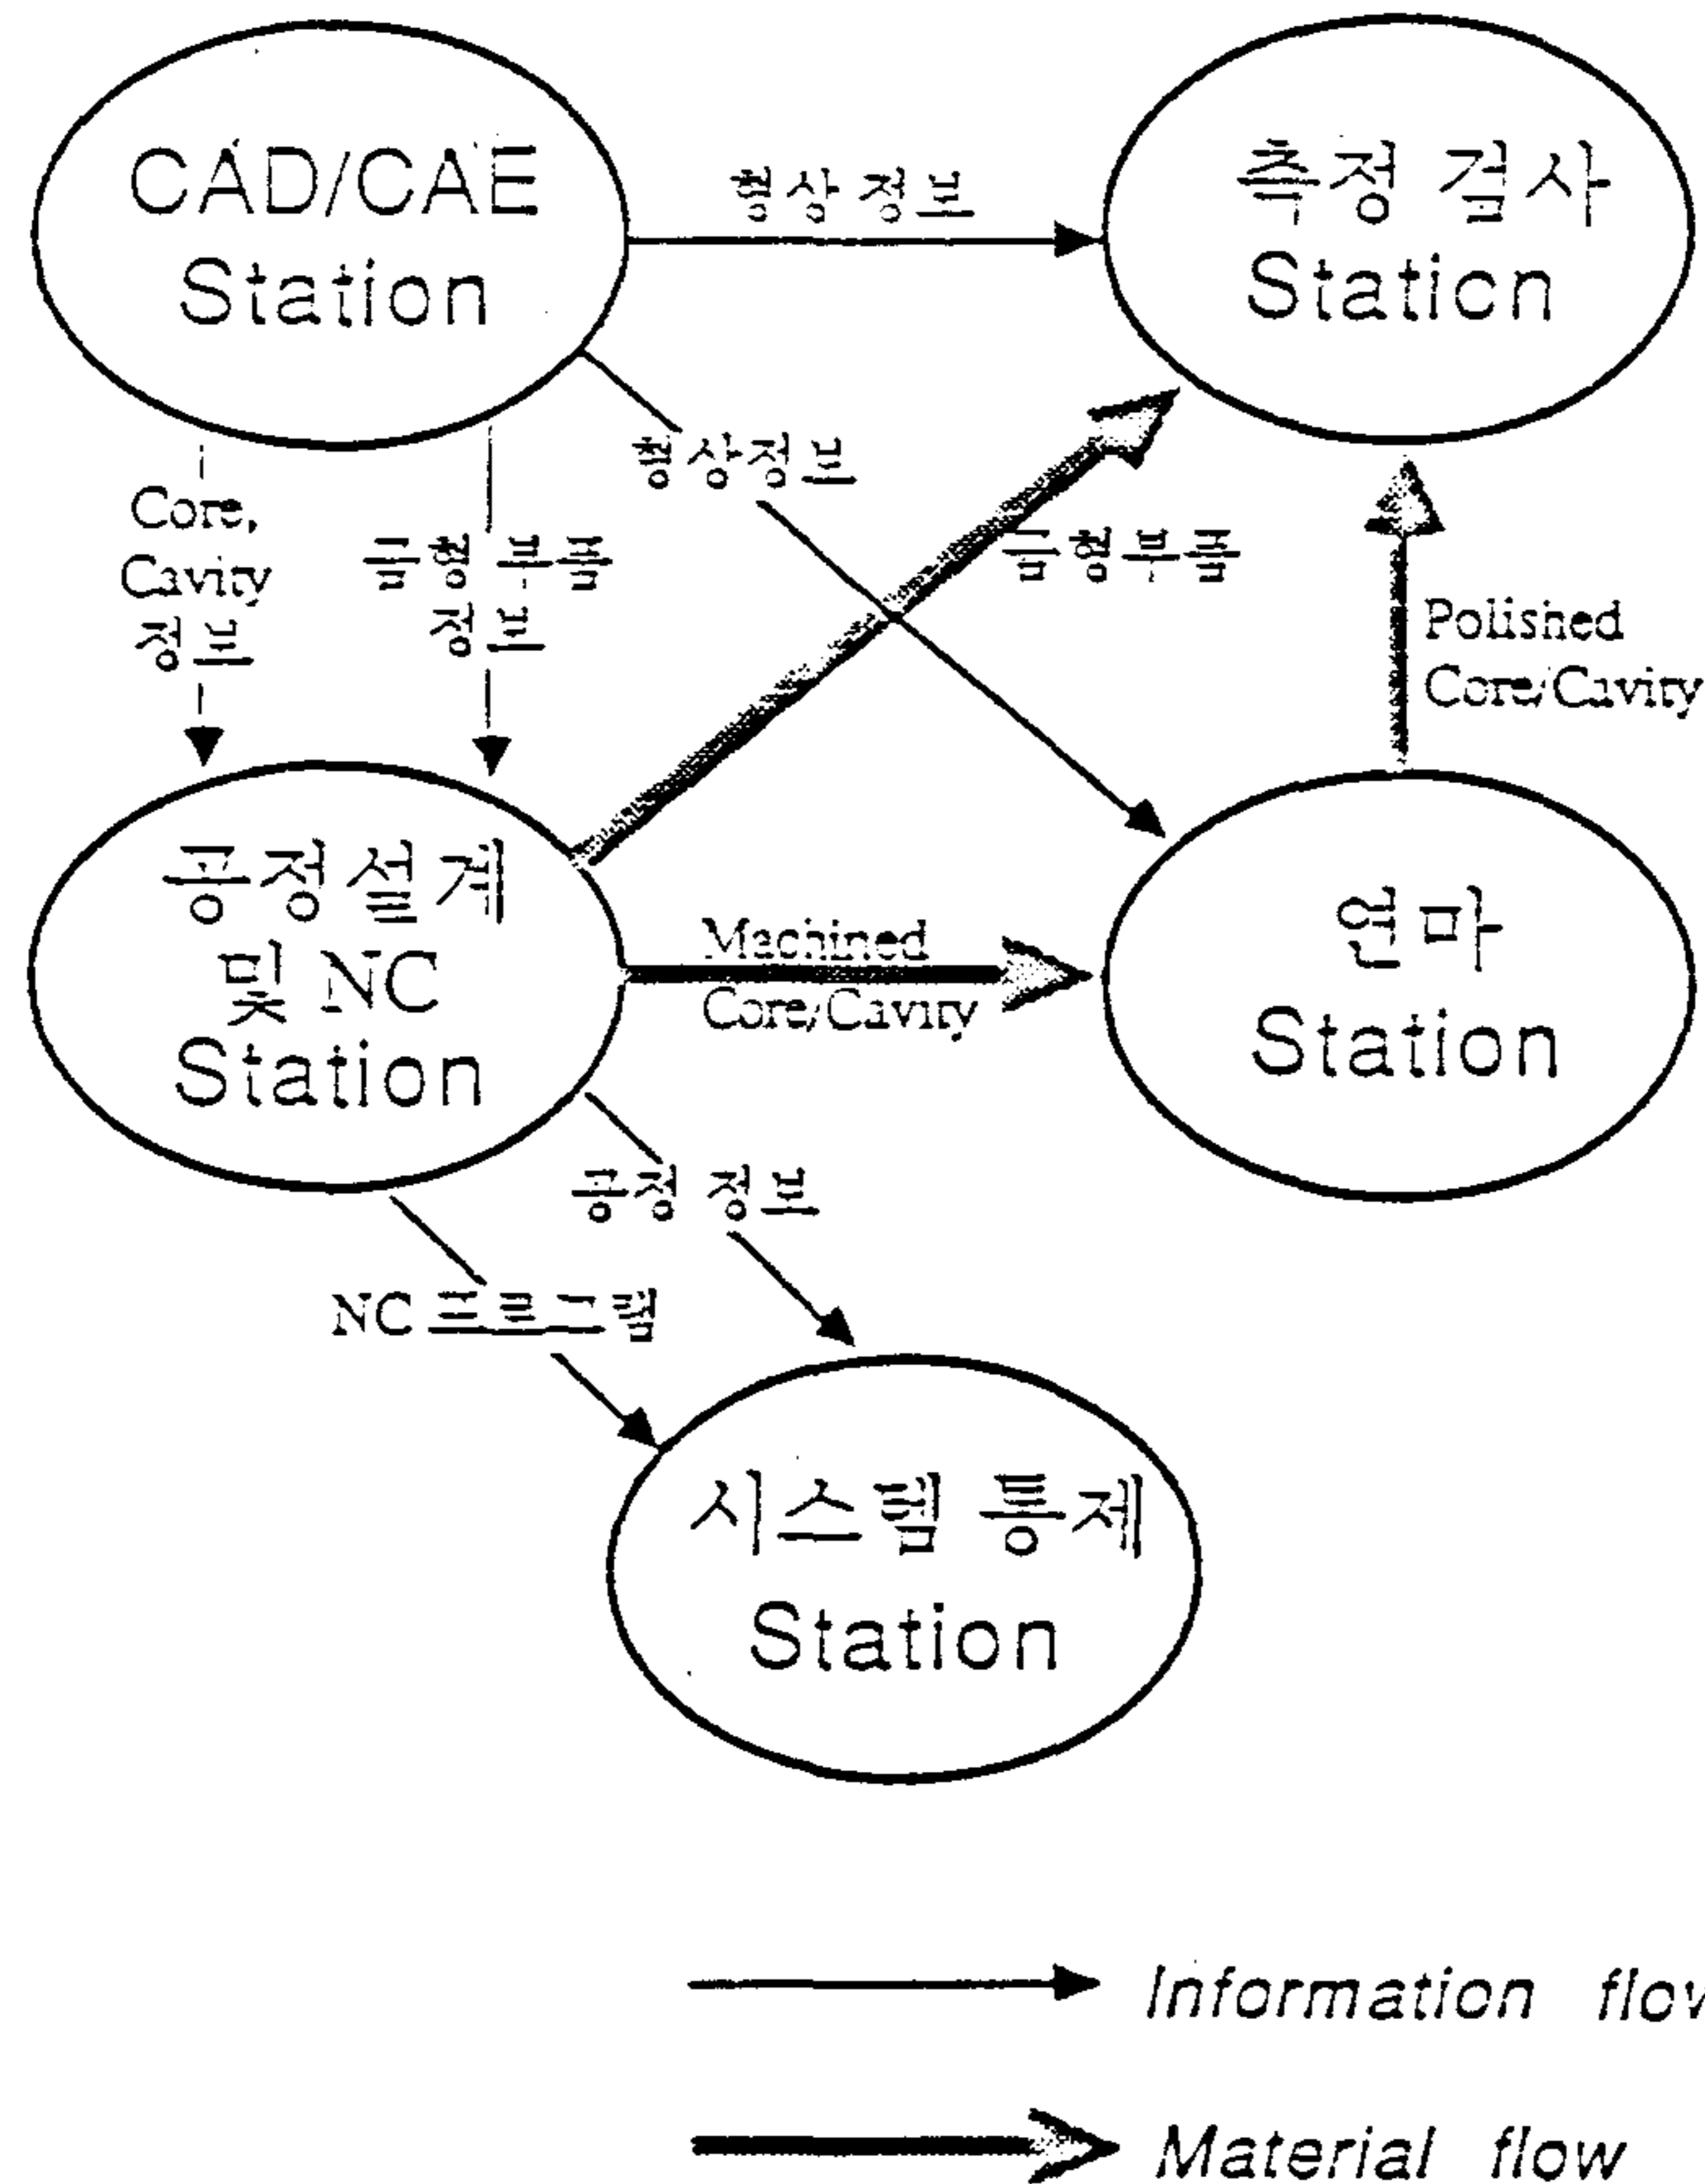 CAD/CAE
Station
형상 정보
측정 검사
Station
형상정보
Core,
Cavity
정보
금형 부품
정보
금형부품
Polished
Core/Cavity
공정설계
및 NC
Station
Machined
Core/Cavity
연마
Station
공정 정보
NC 프로그램
시스템 통제
Station
Information flow
Material flow